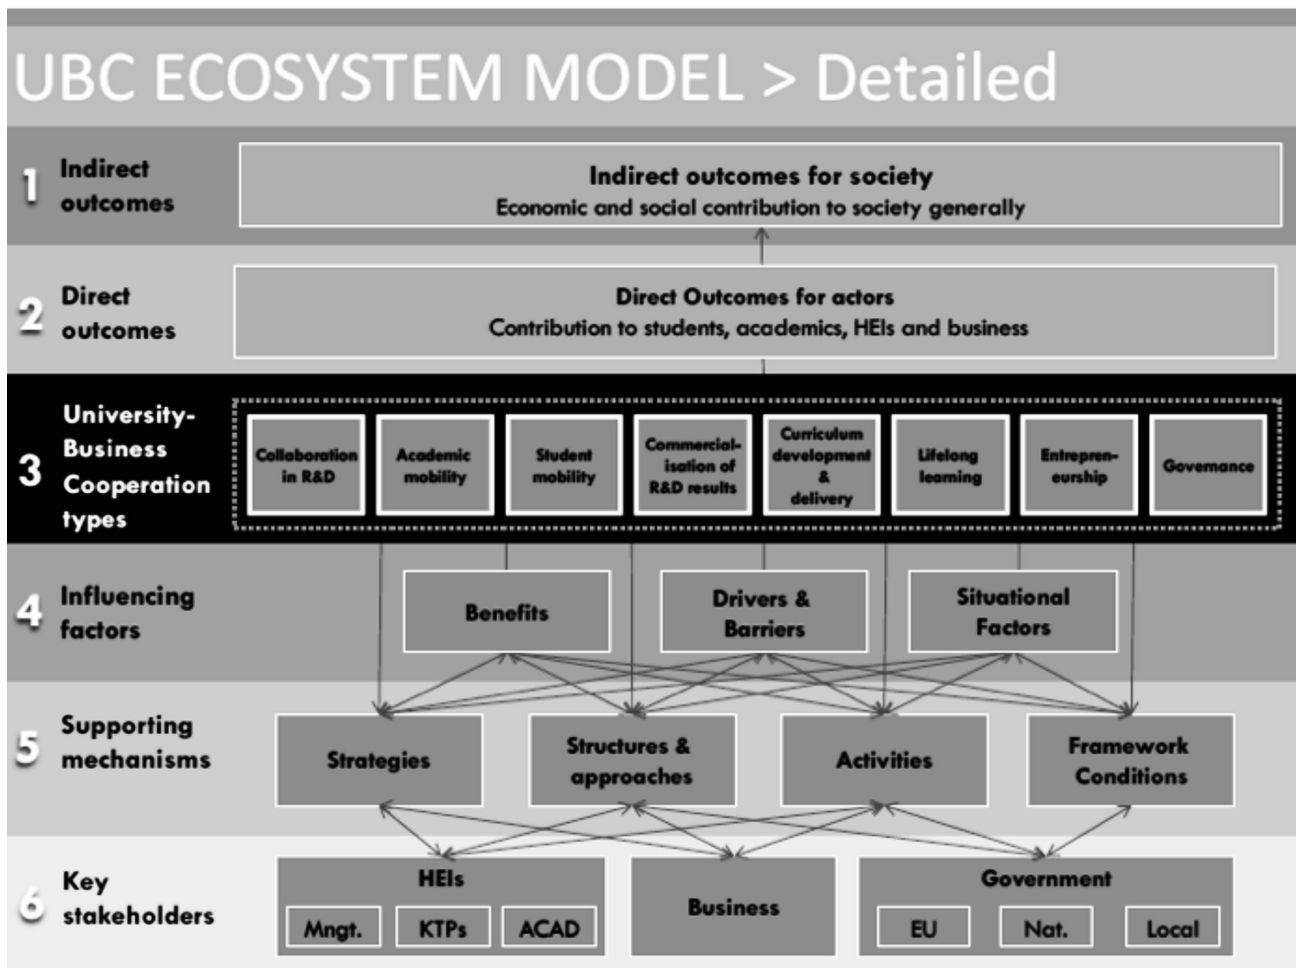 UBC ECOSYSTEM MODEL > Detailed
1
Indirect
outcomes
Indirect outcomes for society
Economic and social contribution to society generally
2
Direct
outcomes
Direct Outcomes for actors
Contribution to students, academics, HEIs and business
3
University-
Business
Cooperation
types
Collaboration
in R&D
Academic
mobility
Student
mobility
Commercial-
isation of
R&D results
Curriculum
development
&
delivery
Lifelong
learning
Entrepren-
eurship
Governance
4
Influencing
factors
Benefits
Drivers &
Barriers
Situational
Factors
5
Supporting
mechanisms
Strategies
Structures &
approaches
Activities
Framework
Conditions
6
Key
stakeholders
HEIs
Mngt.
KTPs
ACAD
Business
Government
EU
Nat.
Local